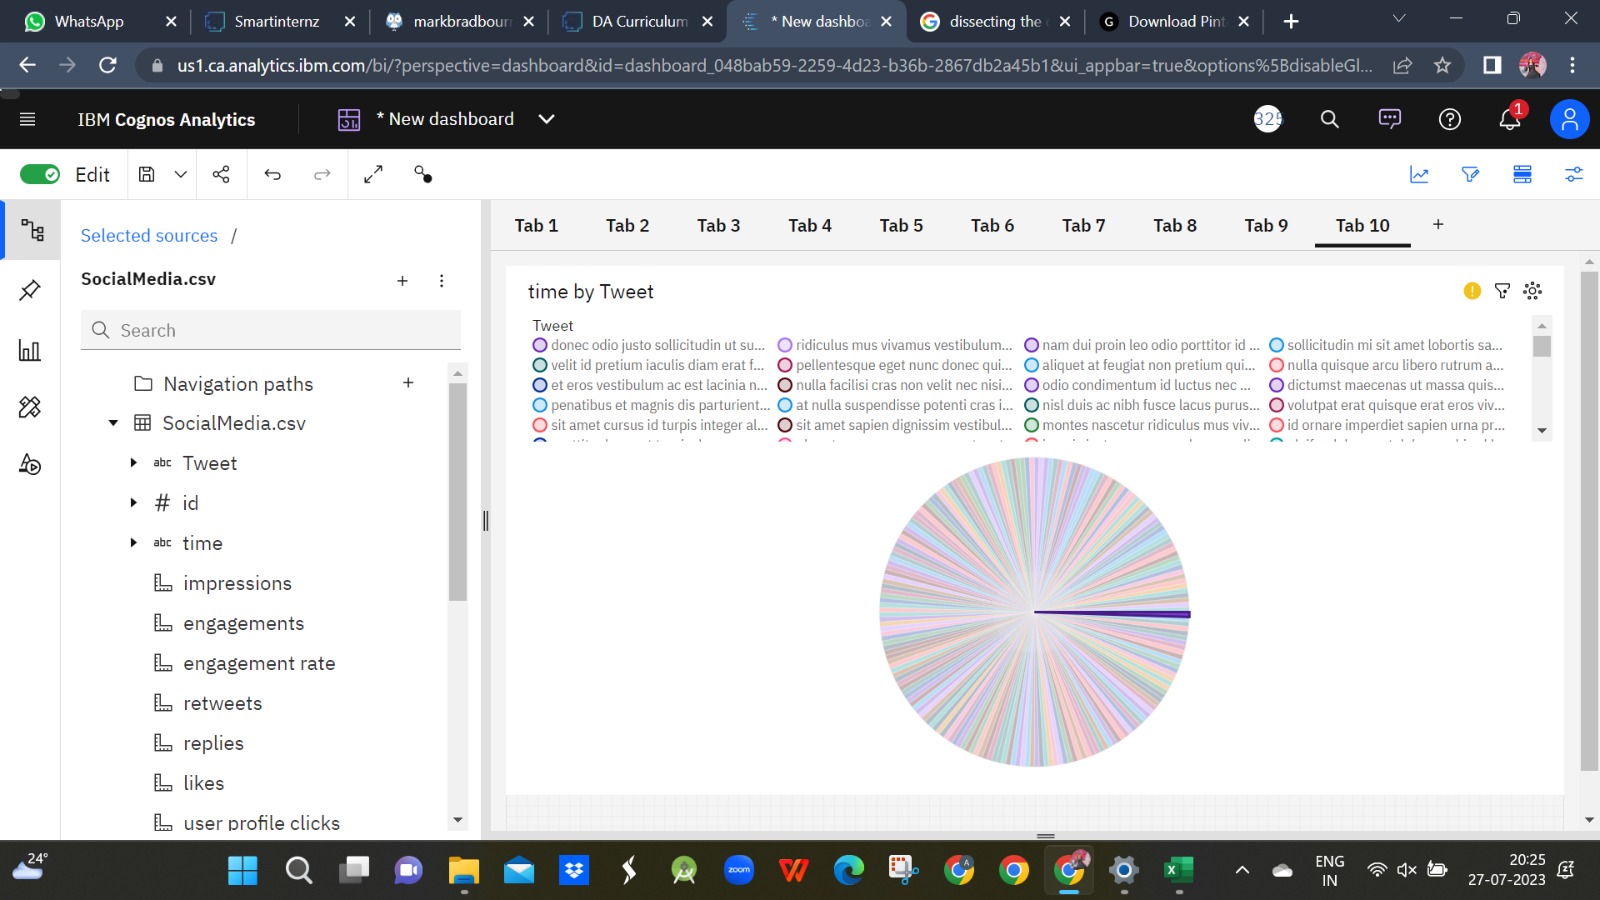 WhatsApp
Smartinternz
markbradbourn
DA Curriculum
* New dashboa
dissecting the
Download Pint
us1.ca.analytics.ibm.com/bi/?perspective=dashboard&id=dashboard_048bab59-2259-4d23-b36b-2867db2a45b1&ui_appbar=true&options%5BdisableGl...
IBM Cognos Analytics
* New dashboard
325
1
Edit
Selected sources /
SocialMedia.csv
Search
Navigation paths
SocialMedia.csv
abc Tweet
# id
abc time
impressions
engagements
engagement rate
retweets
replies
likes
user profile clicks
Tab 1 Tab 2 Tab 3 Tab 4 Tab 5 Tab 6 Tab 7 Tab 8 Tab 9 Tab 10
time by Tweet
Tweet
donec odio justo sollicitudin ut su... ridiculus mus vivamus vestibulum... nam dui proin leo odio porttitor id ... sollicitudin mi sit amet lobortis sa...
velit id pretium iaculis diam erat f... pellentesque eget nunc donec qui... aliquet at feugiat non pretium qui... nulla quisque arcu libero rutrum a...
et eros vestibulum ac est lacinia n... nulla facilisi cras non velit nec nisi... odio condimentum id luctus nec ... dictumst maecenas ut massa quis...
penatibus et magnis dis parturient... at nulla suspendisse potenti cras i... nisl duis ac nibh fusce lacus purus... volutpat erat quisque erat eros viv...
sit amet cursus id turpis integer al... sit amet sapien dignissim vestibul... montes nascetur ridiculus mus viv... id ornare imperdiet sapien urna pr...
24°
zoom
ENG
IN
20:25
27-07-2023